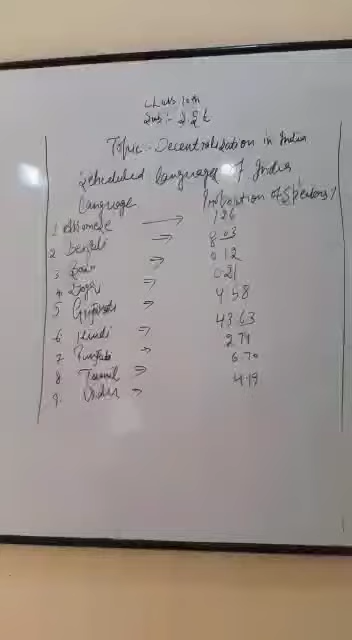 Class 10th
Sub:- S.S.t
Topic - Decentralisation in India
Scheduled languages of India
Language Proportion of Speakers
1 Assamese → 1.26
2 Bengali ⇒ 8.03
3 Bodo ⇒ 0.12
4 Dogri ⇒ 0.21
5 Gujarati ⇒ 4.58
6 Hindi ⇒ 43.63
7 Punjabi ⇒ 2.74
8 Tamil ⇒ 5.70
9. Urdu ⇒ 4.19